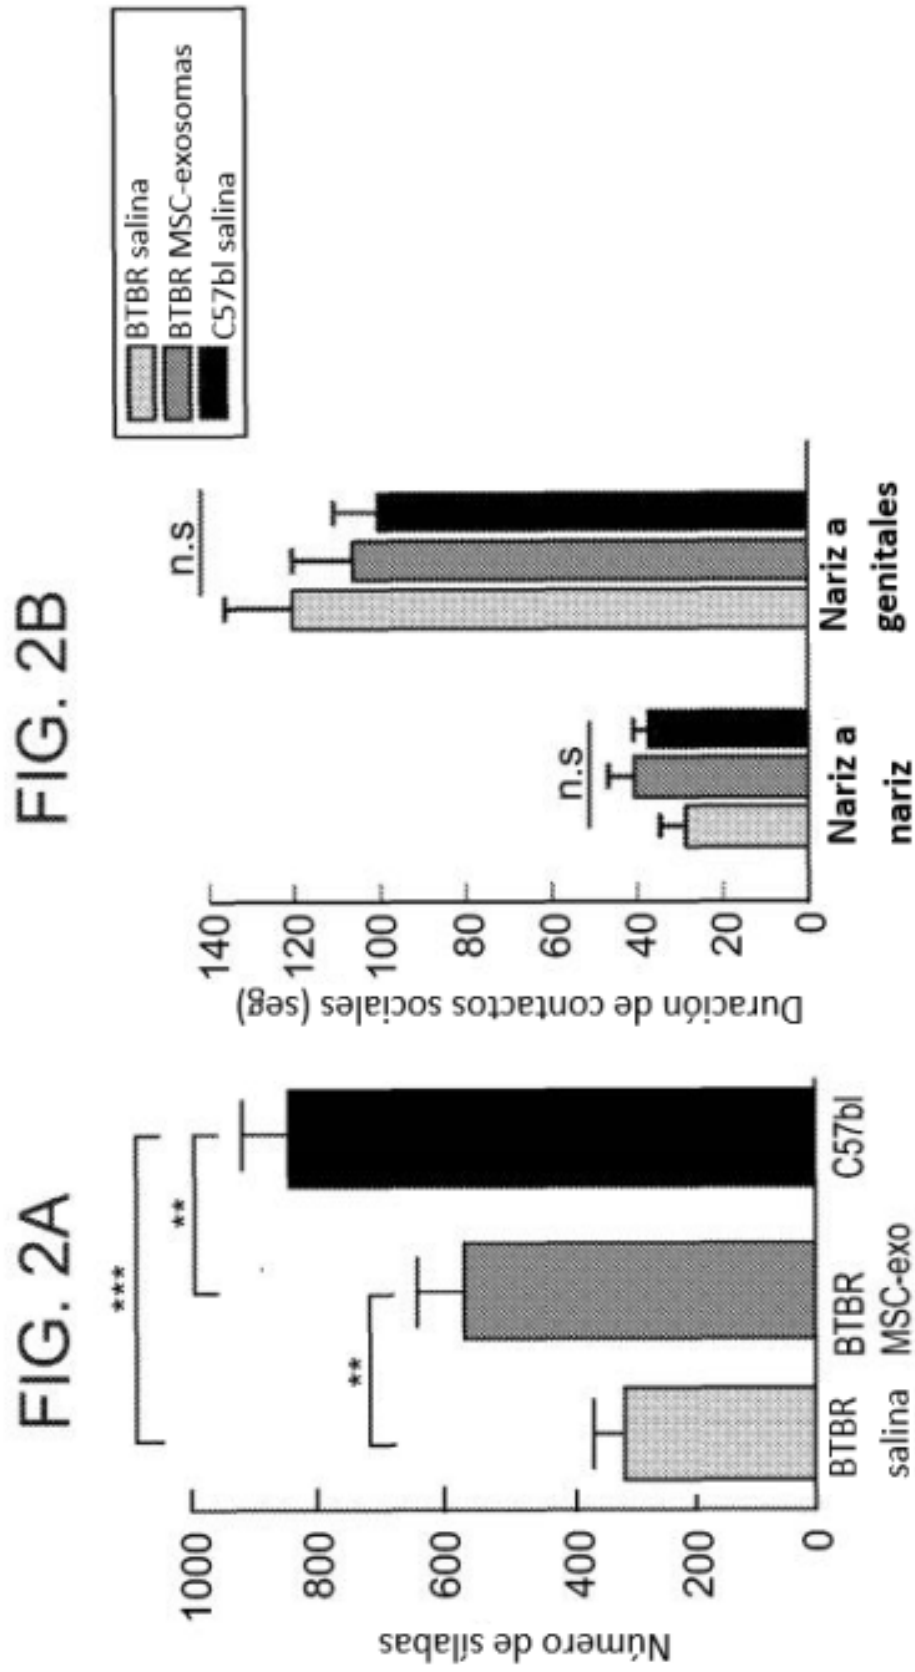 FIG. 2A
Número de sílabas
1000
800
600
400
200
0
***
**
**
BTBR
salina
BTBR
MSC-exo
C57bl
FIG. 2B
Duración de contactos sociales (seg)
140
120
100
80
60
40
20
0
n.s
n.s
Nariz a
nariz
Nariz a
genitales
BTBR salina
BTBR MSC-exosomas
C57bl salina